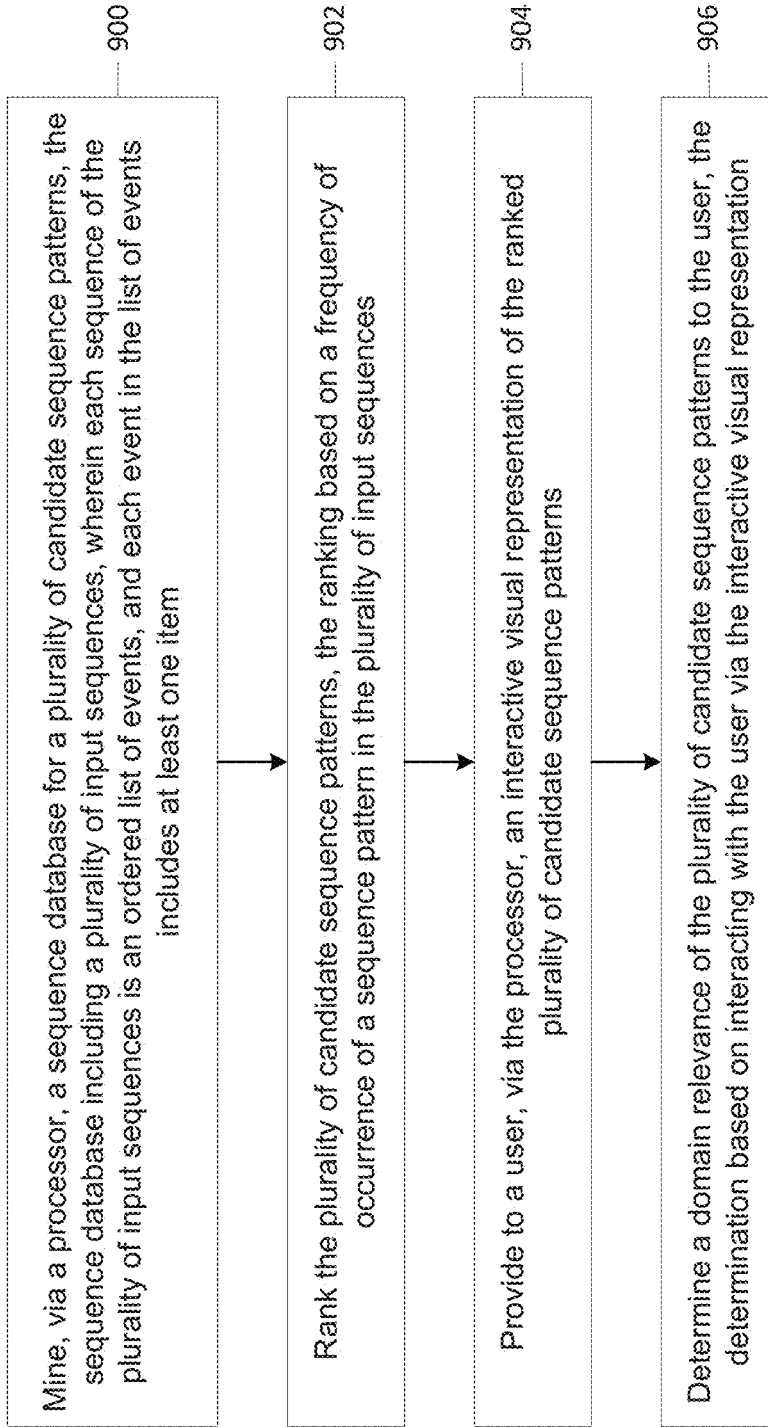 Mine, via a processor, a sequence database for a plurality of candidate sequence patterns, the
sequence database including a plurality of input sequences, wherein each sequence of the
plurality of input sequences is an ordered list of events, and each event in the list of events
includes at least one item
900
Rank the plurality of candidate sequence patterns, the ranking based on a frequency of
occurrence of a sequence pattern in the plurality of input sequences
902
Provide to a user, via the processor, an interactive visual representation of the ranked
plurality of candidate sequence patterns
904
Determine a domain relevance of the plurality of candidate sequence patterns to the user, the
determination based on interacting with the user via the interactive visual representation
906